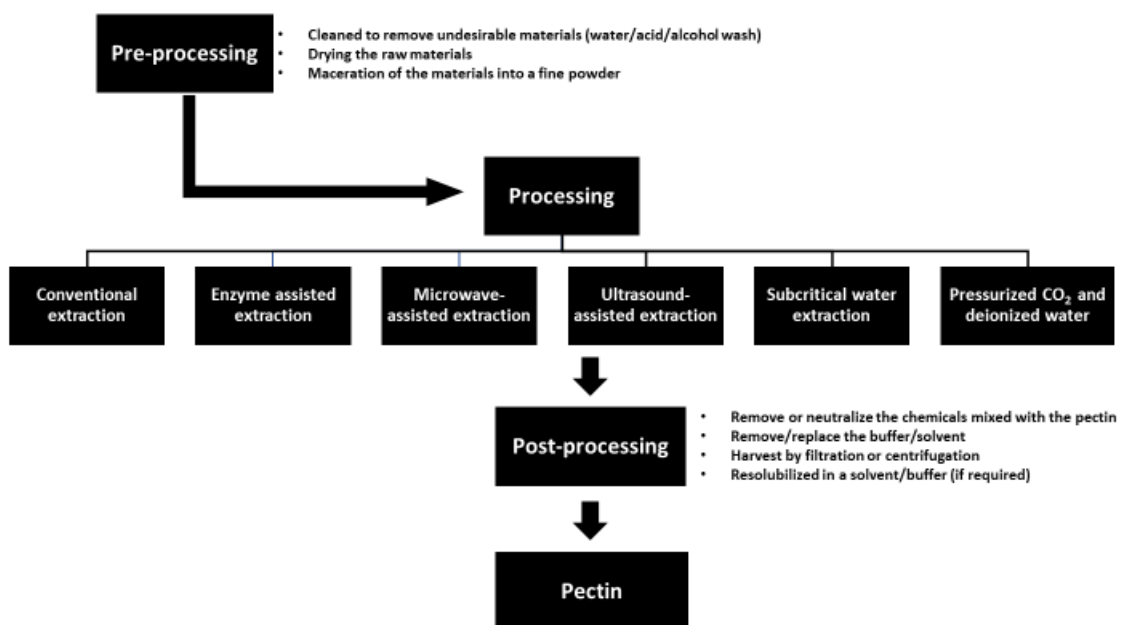 Pre-processing
• Cleaned to remove undesirable materials (water/acid/alcohol wash)
• Drying the raw materials
• Maceration of the materials into a fine powder
Processing
Conventional
extraction
Enzyme assisted
extraction
Microwave-
assisted extraction
Ultrasound-
assisted extraction
Subcritical water
extraction
Pressurized CO₂ and
deionized water
Post-processing
• Remove or neutralize the chemicals mixed with the pectin
• Remove/replace the buffer/solvent
• Harvest by filtration or centrifugation
• Resolubilized in a solvent/buffer (if required)
Pectin